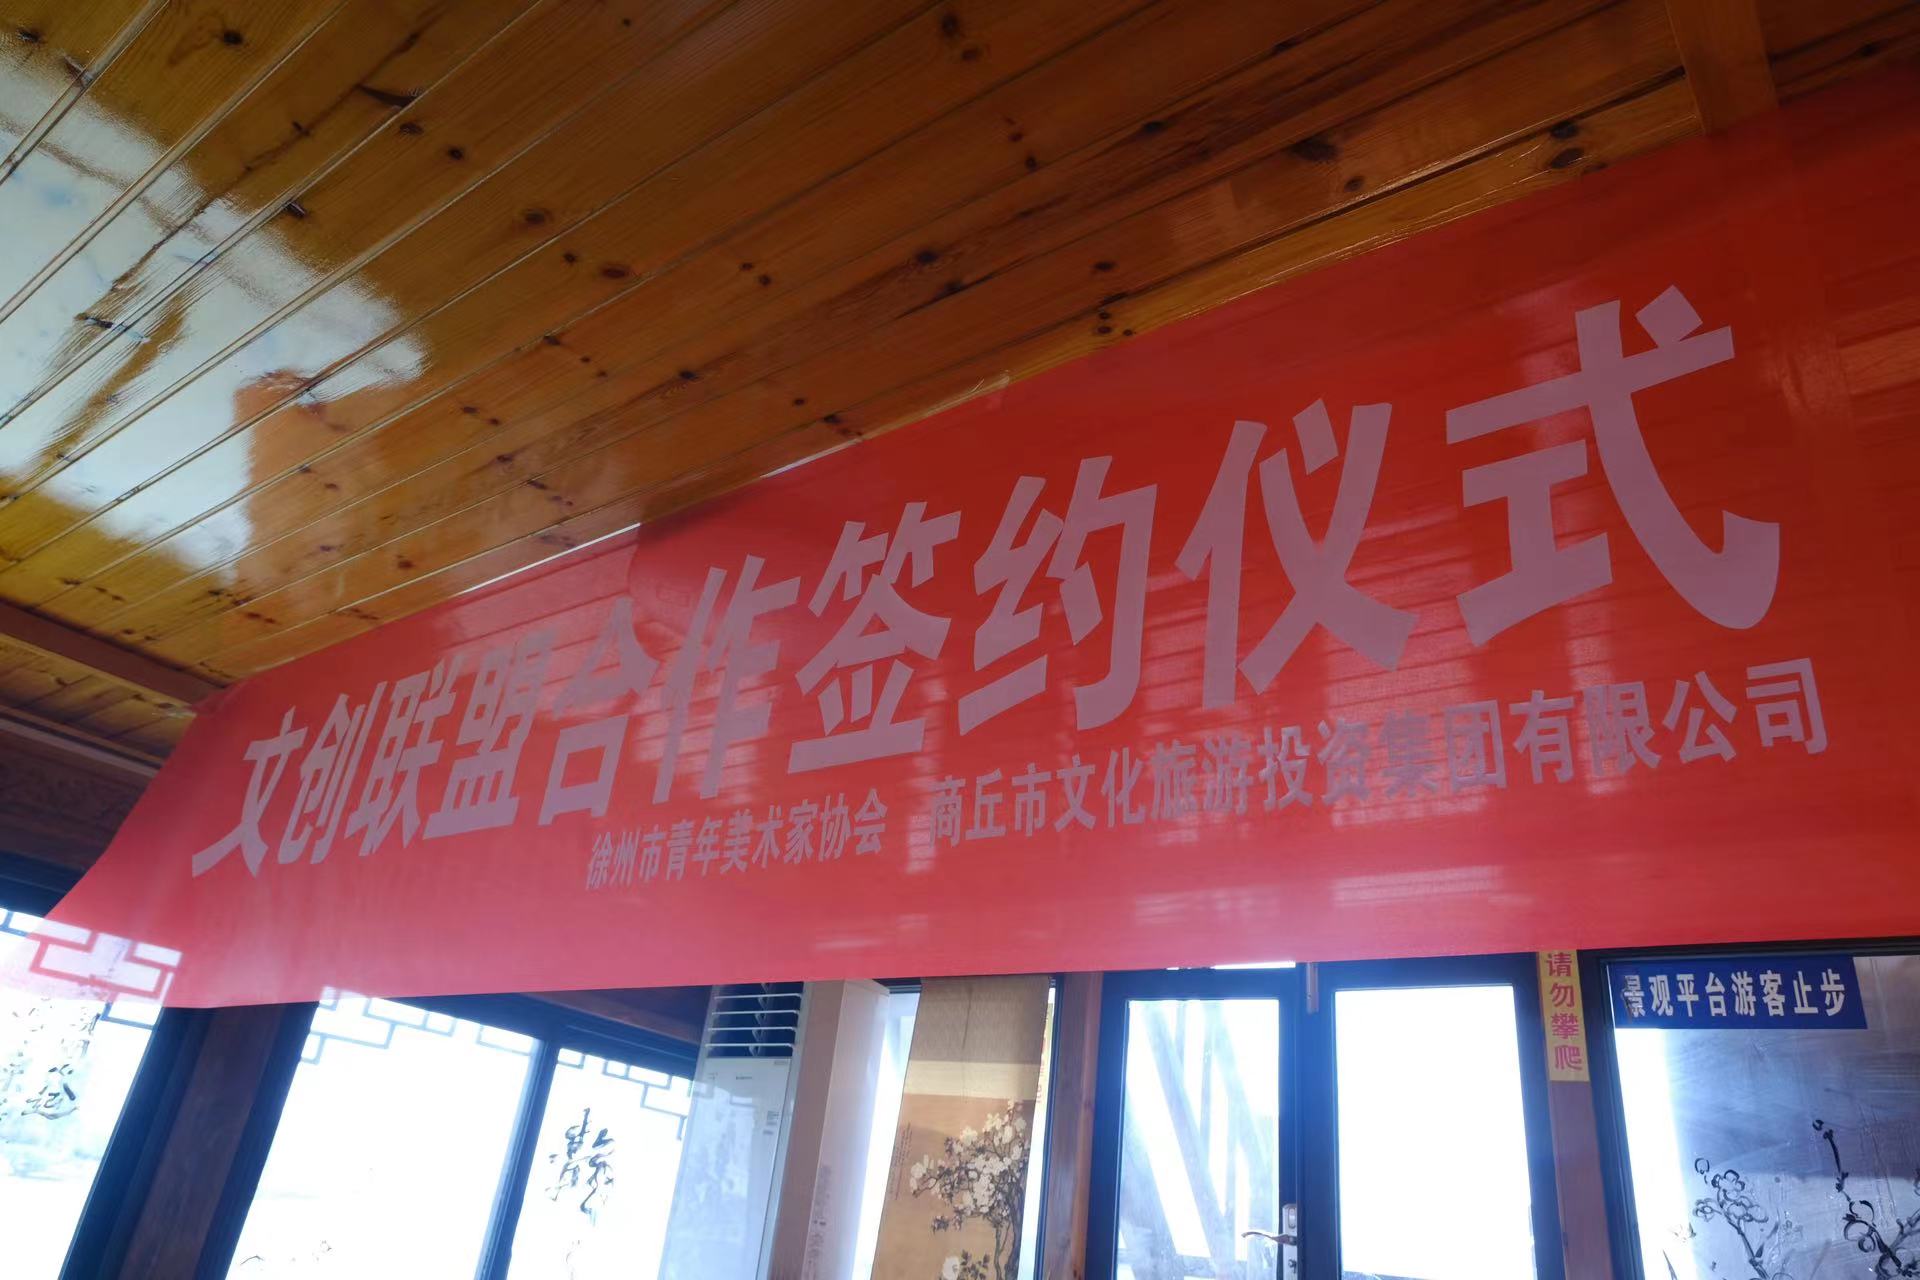 文创联盟合作签约仪式
徐州市青年美术家协会 商丘市文化旅游投资集团有限公司
请勿攀爬
景观平台游客止步